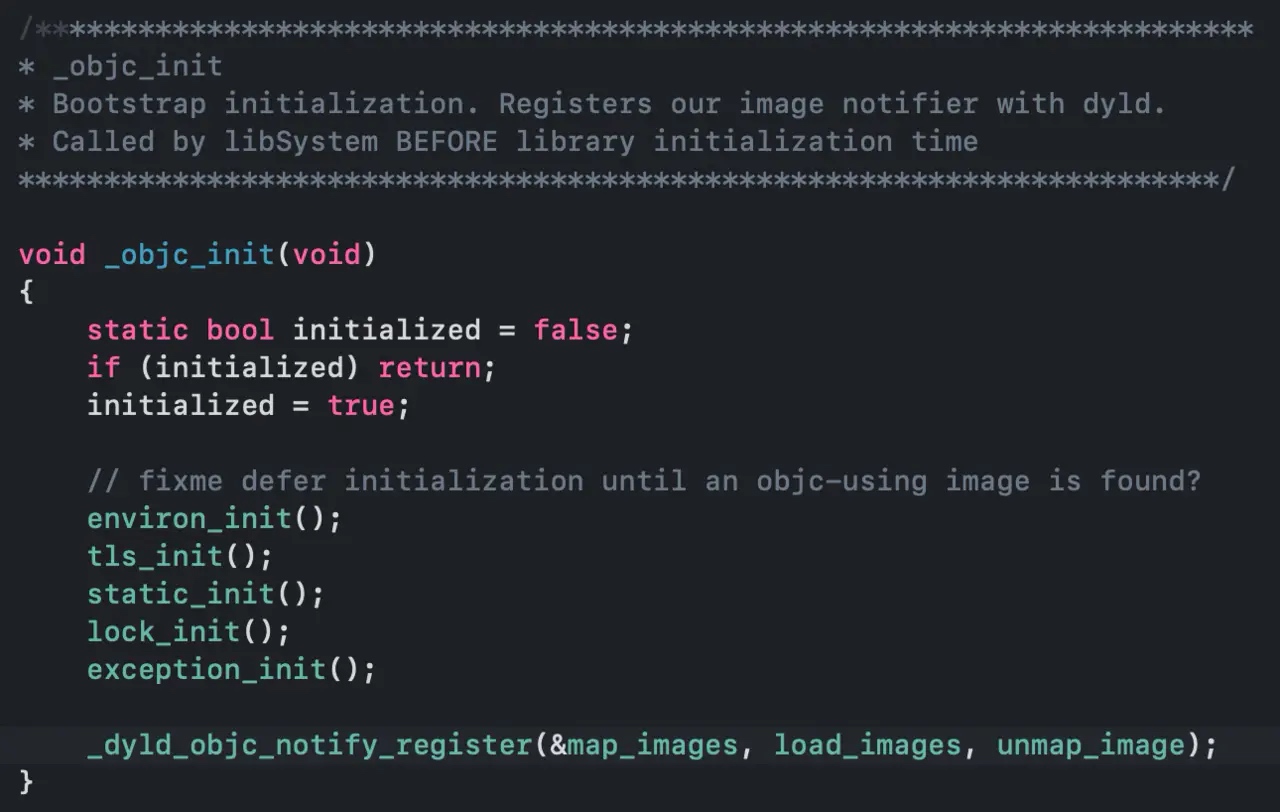 /***********************************************************************
* _objc_init
* Bootstrap initialization. Registers our image notifier with dyld.
* Called by libSystem BEFORE library initialization time
**********************************************************************/
void _objc_init(void)
{
    static bool initialized = false;
    if (initialized) return;
    initialized = true;
    // fixme defer initialization until an objc-using image is found?
    environ_init();
    tls_init();
    static_init();
    lock_init();
    exception_init();
    _dyld_objc_notify_register(&map_images, load_images, unmap_image);
}